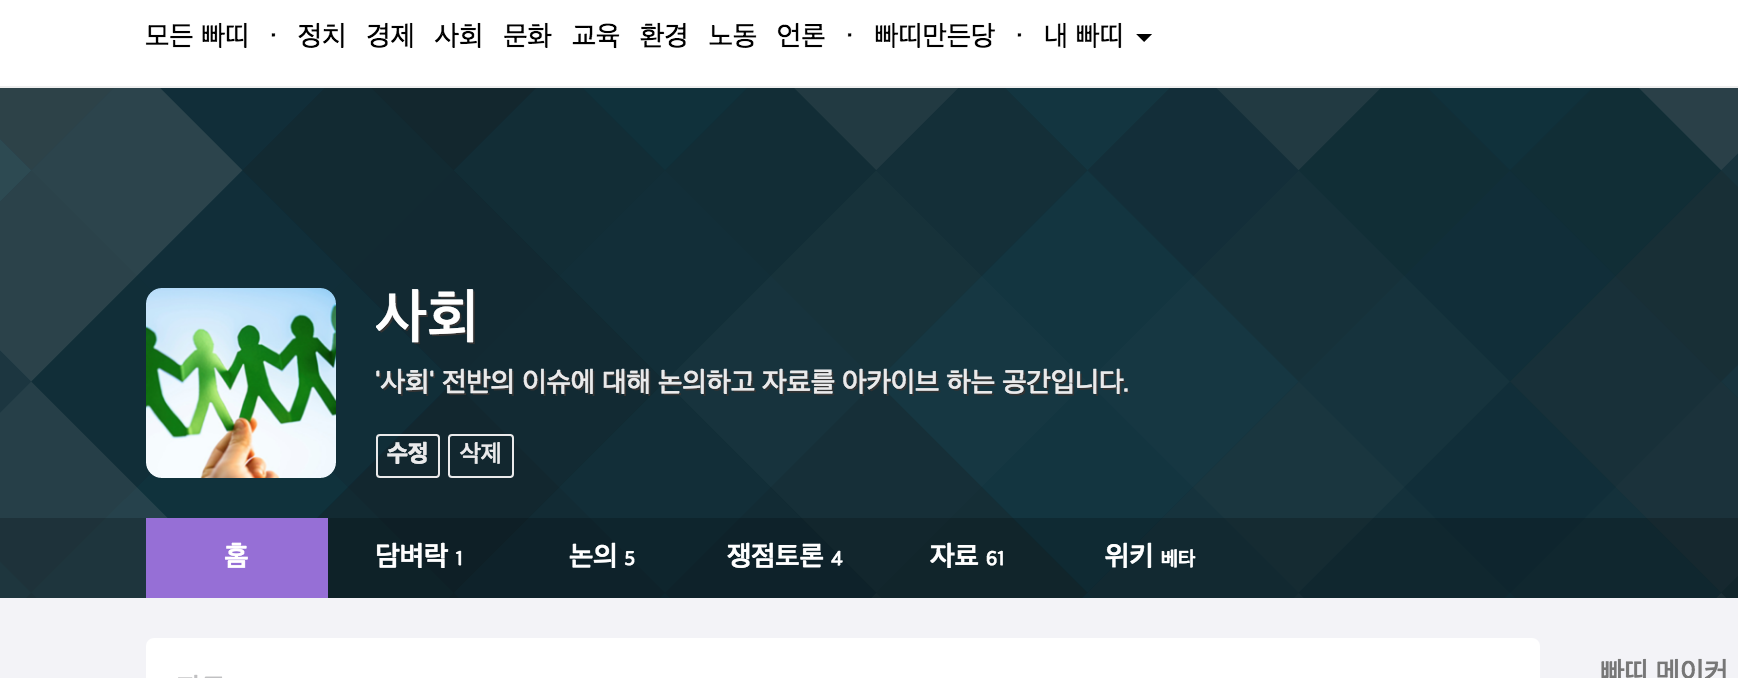 모든 빠띠 · 정치 경제 사회 문화 교육 환경 노동 언론 · 빠띠만든당 · 내 빠띠
사회
'사회' 전반의 이슈에 대해 논의하고 자료를 아카이브 하는 공간입니다.
수정 삭제
홈 담벼락 1 논의 5 쟁점토론 4 자료 61 위키 베타
빠띠 메이커